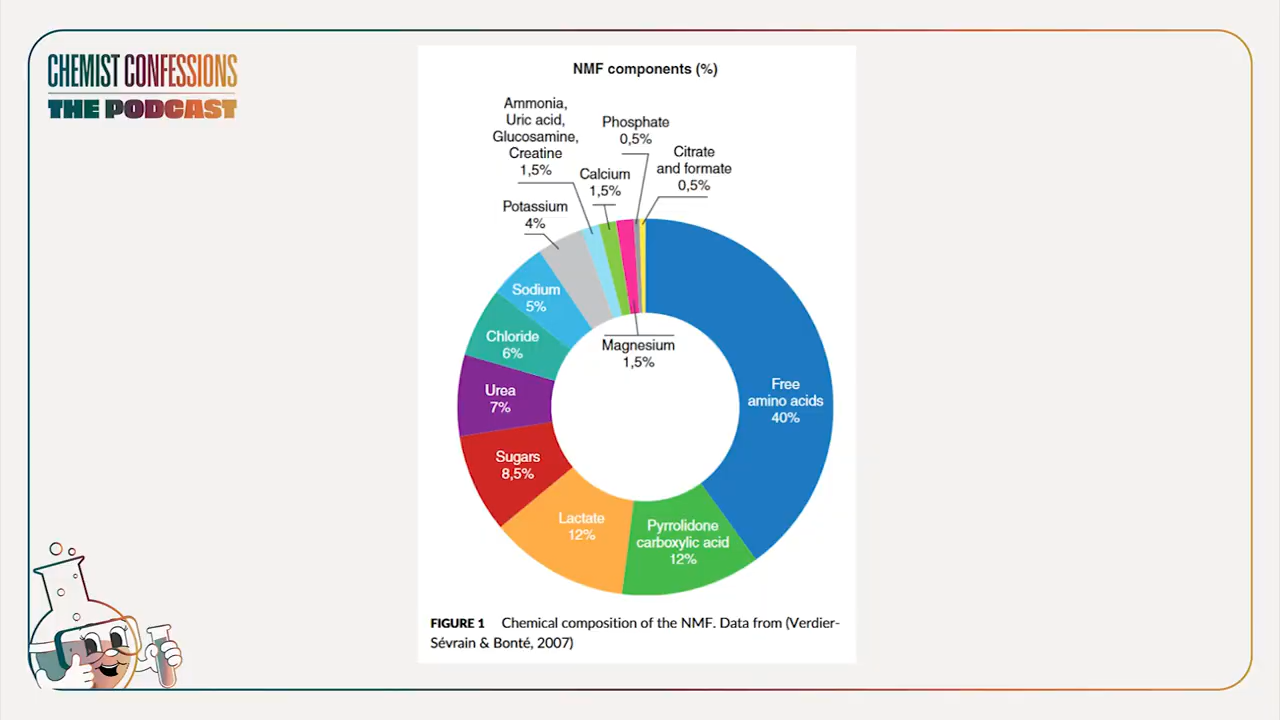 CHEMIST CONFESSIONS
THE PODCAST
NMF components (%)
Ammonia,
Uric acid,
Glucosamine,
Creatine
1,5%
Phosphate
0,5%
Citrate
and formate
0,5%
Calcium
1,5%
Potassium
4%
Sodium
5%
Chloride
6%
Magnesium
1,5%
Urea
7%
Free
amino acids
40%
Sugars
8,5%
Lactate
12%
Pyrrolidone
carboxylic acid
12%
FIGURE 1 Chemical composition of the NMF. Data from (Verdier-
Sévrain & Bonté, 2007)